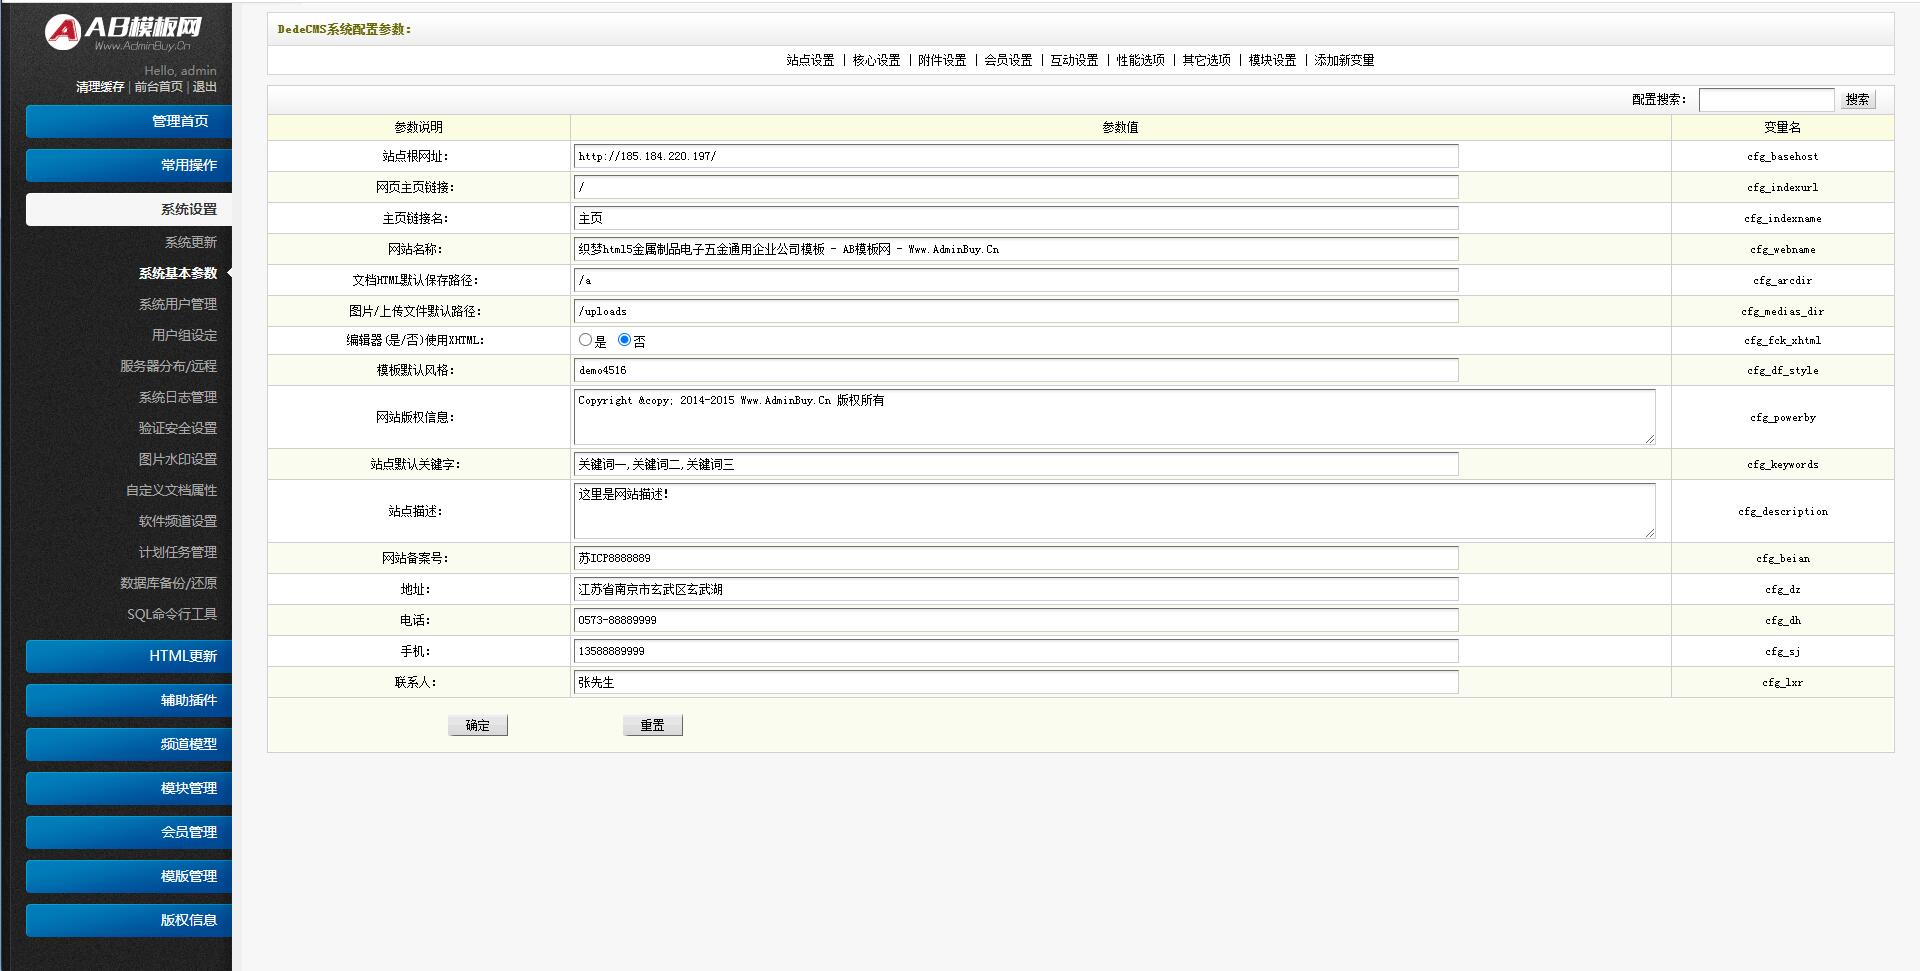 AB模板网
Www.AdminBuy.Cn
Hello, admin
清理缓存 | 前台首页 | 退出
管理首页
常用操作
系统设置
系统更新
系统基本参数
系统用户管理
用户组设定
服务器分布/远程
系统日志管理
验证安全设置
图片水印设置
自定义文档属性
软件频道设置
计划任务管理
数据库备份/还原
SQL命令行工具
HTML更新
辅助插件
频道模型
模块管理
会员管理
模版管理
版权信息
DedeCMS系统配置参数：
站点设置 | 核心设置 | 附件设置 | 会员设置 | 互动设置 | 性能选项 | 其它选项 | 模块设置 | 添加新变量
配置搜索： 搜索
参数说明 参数值 变量名
站点根网址： http://185.184.220.197/ cfg_basehost
网页主页链接： / cfg_indexurl
主页链接名： 主页 cfg_indexname
网站名称： 织梦html5金属制品电子五金通用企业公司模板 - AB模板网 - Www.AdminBuy.Cn cfg_webname
文档HTML默认保存路径： /a cfg_arcdir
图片/上传文件默认路径： /uploads cfg_medias_dir
编辑器(是/否)使用XHTML： 是 否 cfg_fck_xhtml
模板默认风格： demo4516 cfg_df_style
网站版权信息： Copyright &copy; 2014-2015 Www.AdminBuy.Cn 版权所有 cfg_powerby
站点默认关键字： 关键词一,关键词二,关键词三 cfg_keywords
站点描述： 这里是网站描述！ cfg_description
网站备案号： 苏ICP8888889 cfg_beian
地址： 江苏省南京市玄武区玄武湖 cfg_dz
电话： 0573-88889999 cfg_dh
手机： 13588889999 cfg_sj
联系人： 张先生 cfg_lxr
确定 重置